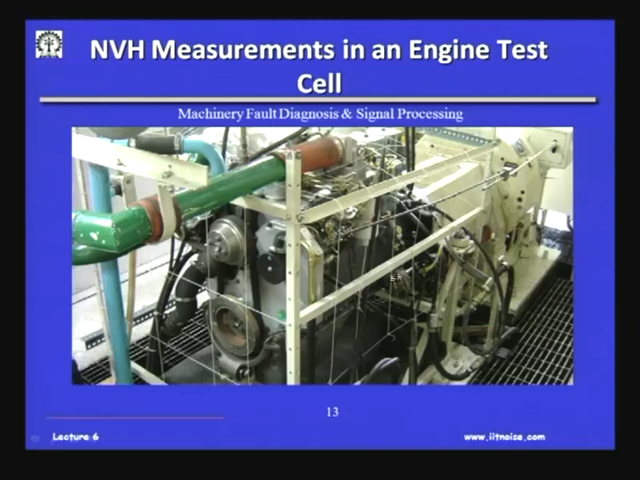 NVH Measurements in an Engine Test
Cell
Machinery Fault Diagnosis & Signal Processing
13
Lecture 6
www.iitnoise.com